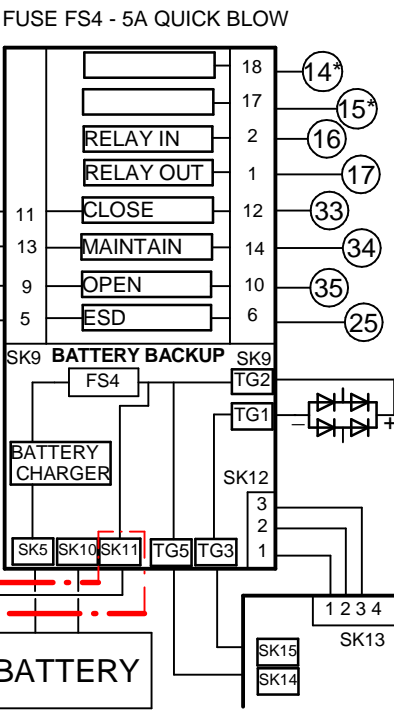 FUSE FS4 - 5A QUICK BLOW
18 14*
17 15*
RELAY IN 2 16
RELAY OUT 1 17
11 CLOSE 12 33
13 MAINTAIN 14 34
9 OPEN 10 35
5 ESD 6 25
SK9 BATTERY BACKUP SK9
FS4 TG2
TG1
- +
BATTERY
CHARGER
SK12
3
2
1
SK5 SK10 SK11 TG5 TG3
1 2 3 4
SK13
SK15
SK14
BATTERY